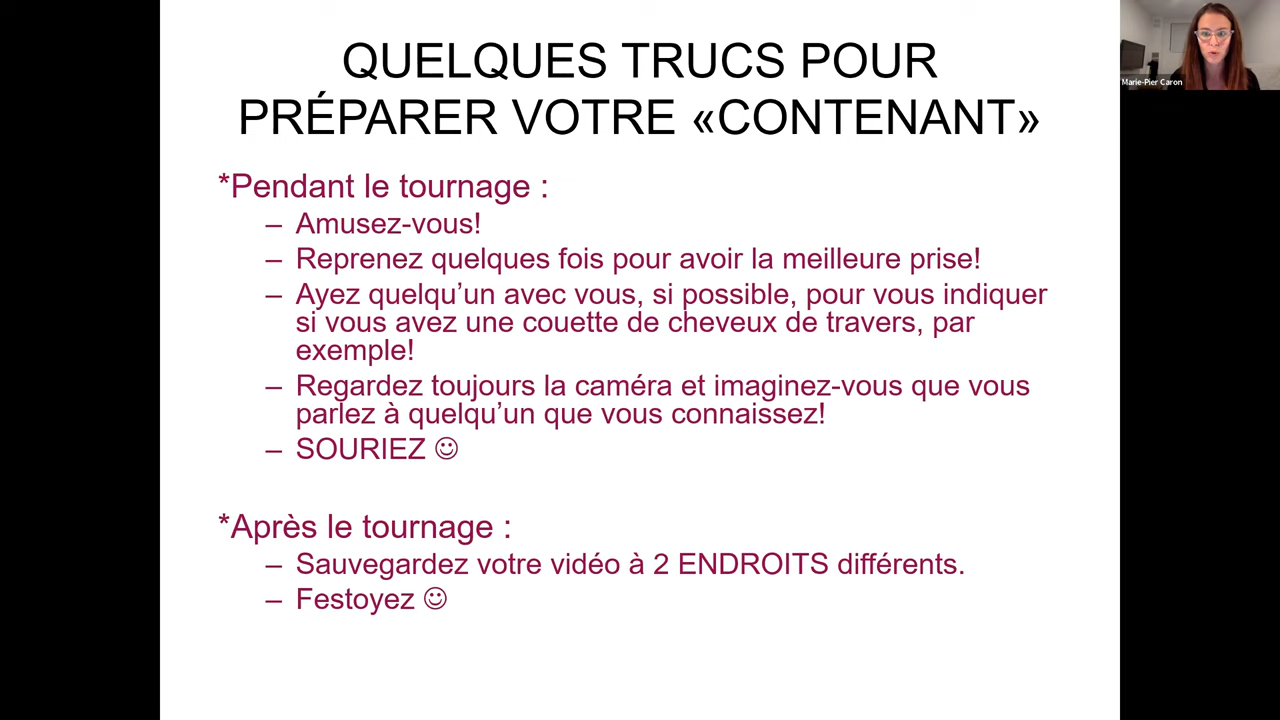 QUELQUES TRUCS POUR
PRÉPARER VOTRE «CONTENANT»
Marie-Pier Caron
*Pendant le tournage :
– Amusez-vous!
– Reprenez quelques fois pour avoir la meilleure prise!
– Ayez quelqu’un avec vous, si possible, pour vous indiquer
si vous avez une couette de cheveux de travers, par
exemple!
– Regardez toujours la caméra et imaginez-vous que vous
parlez à quelqu’un que vous connaissez!
– SOURIEZ ☺
*Après le tournage :
– Sauvegardez votre vidéo à 2 ENDROITS différents.
– Festoyez ☺